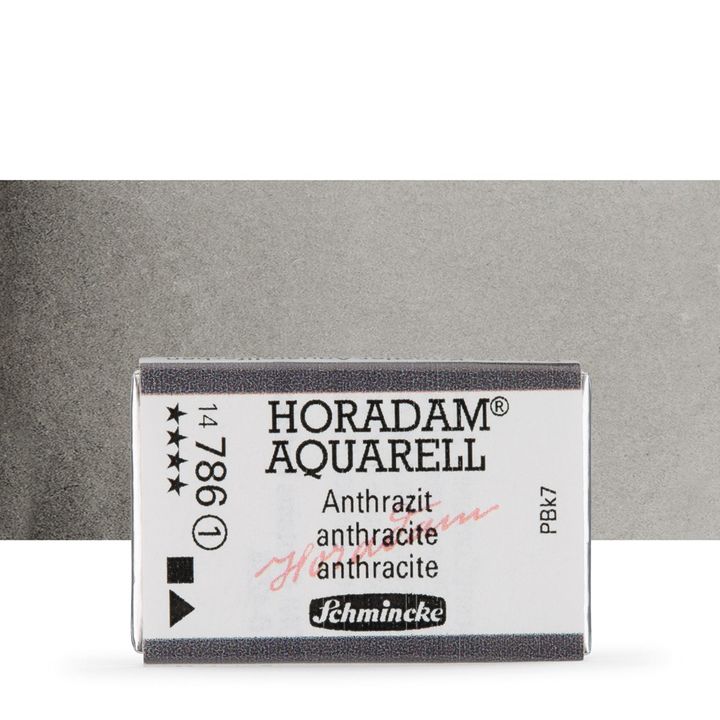 HORADAM®
AQUARELL
Anthrazit
anthracite
anthracite
Horadam
Schmincke
★★★★
14 786 ①
PBk7